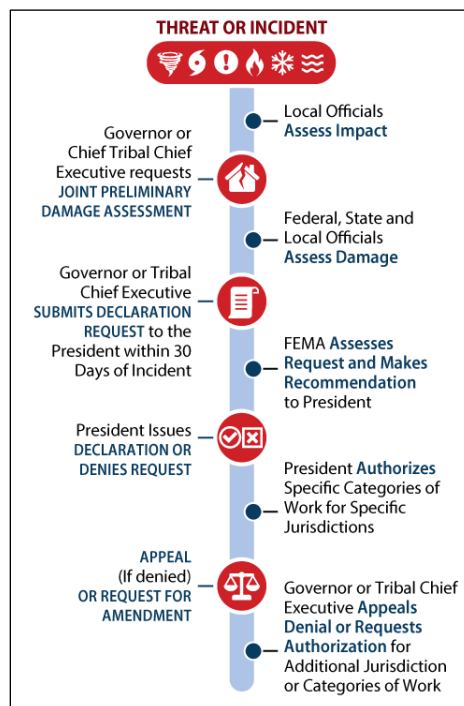 THREAT OR INCIDENT
Local Officials
Assess Impact
Governor or
Chief Tribal Chief
Executive requests
JOINT PRELIMINARY
DAMAGE ASSESSMENT
Federal, State and
Local Officials
Assess Damage
Governor or Tribal
Chief Executive
SUBMITS DECLARATION
REQUEST to the
President within 30
Days of Incident
FEMA Assesses
Request and Makes
Recommendation
to President
President Issues
DECLARATION OR
DENIES REQUEST
President Authorizes
Specific Categories of
Work for Specific
Jurisdictions
APPEAL
(If denied)
OR REQUEST FOR
AMENDMENT
Governor or Tribal Chief
Executive Appeals
Denial or Requests
Authorization for
Additional Jurisdiction
or Categories of Work